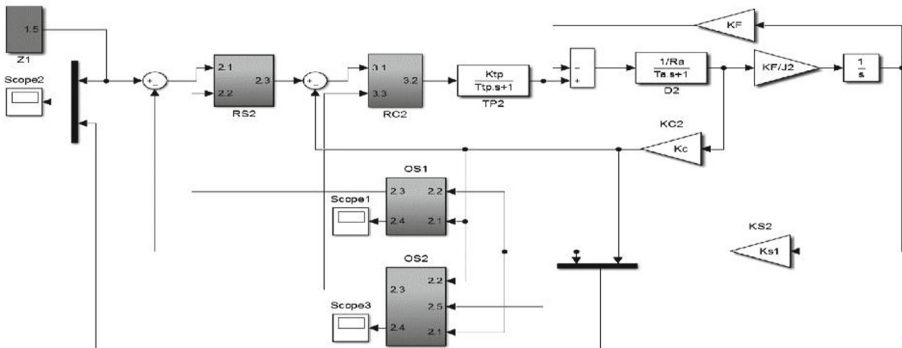 1.5
Z1
Scope2
2.1
2.2
2.3
RS2
3.1
3.3
3.2
RC2
Ktp
Ttp.s+1
TP2
−
+
1/Ra
Ta.s+1
D2
KF
KF/J2
1
s
KC2
Kc
OS1
2.3
2.4
2.2
2.1
Scope1
OS2
2.3
2.4
2.2
2.5
2.1
Scope3
KS2
Ks1